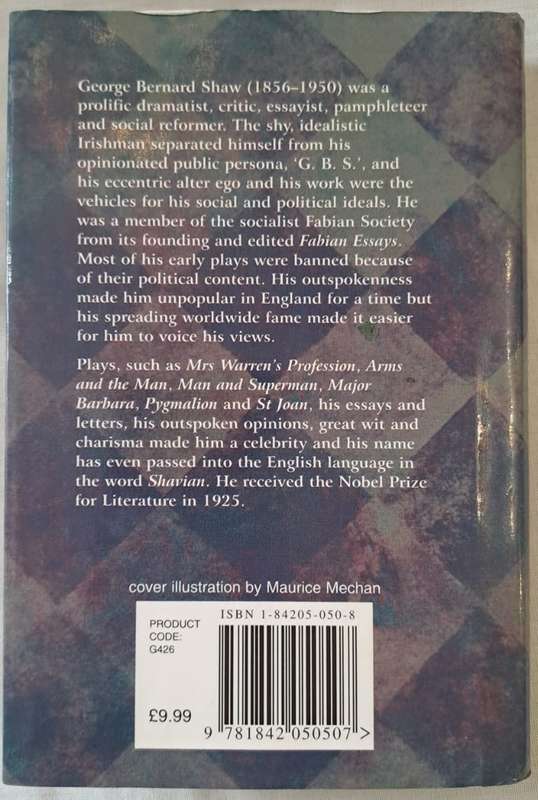 George Bernard Shaw (1856–1950) was a
prolific dramatist, critic, essayist, pamphleteer
and social reformer. The shy, idealistic
Irishman separated himself from his
opinionated public persona, ‘G. B. S.’, and
his eccentric alter ego and his work were the
vehicles for his social and political ideals. He
was a member of the socialist Fabian Society
from its founding and edited Fabian Essays.
Most of his early plays were banned because
of their political content. His outspokenness
made him unpopular in England for a time but
his spreading worldwide fame made it easier
for him to voice his views.
Plays, such as Mrs Warren’s Profession, Arms
and the Man, Man and Superman, Major
Barbara, Pygmalion and St Joan, his essays and
letters, his outspoken opinions, great wit and
charisma made him a celebrity and his name
has even passed into the English language in
the word Shavian. He received the Nobel Prize
for Literature in 1925.
cover illustration by Maurice Mechan
PRODUCT
CODE:
G426
£9.99
ISBN 1-84205-050-8
9 781842 050507 >